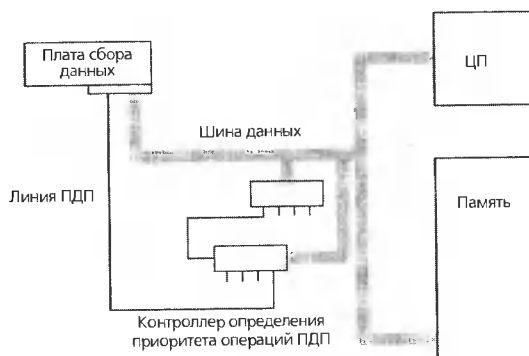 Плата сбора
данных
ЦП
Шина данных
Линия ПДП
Память
Контроллер определения
приоритета операций ПДП